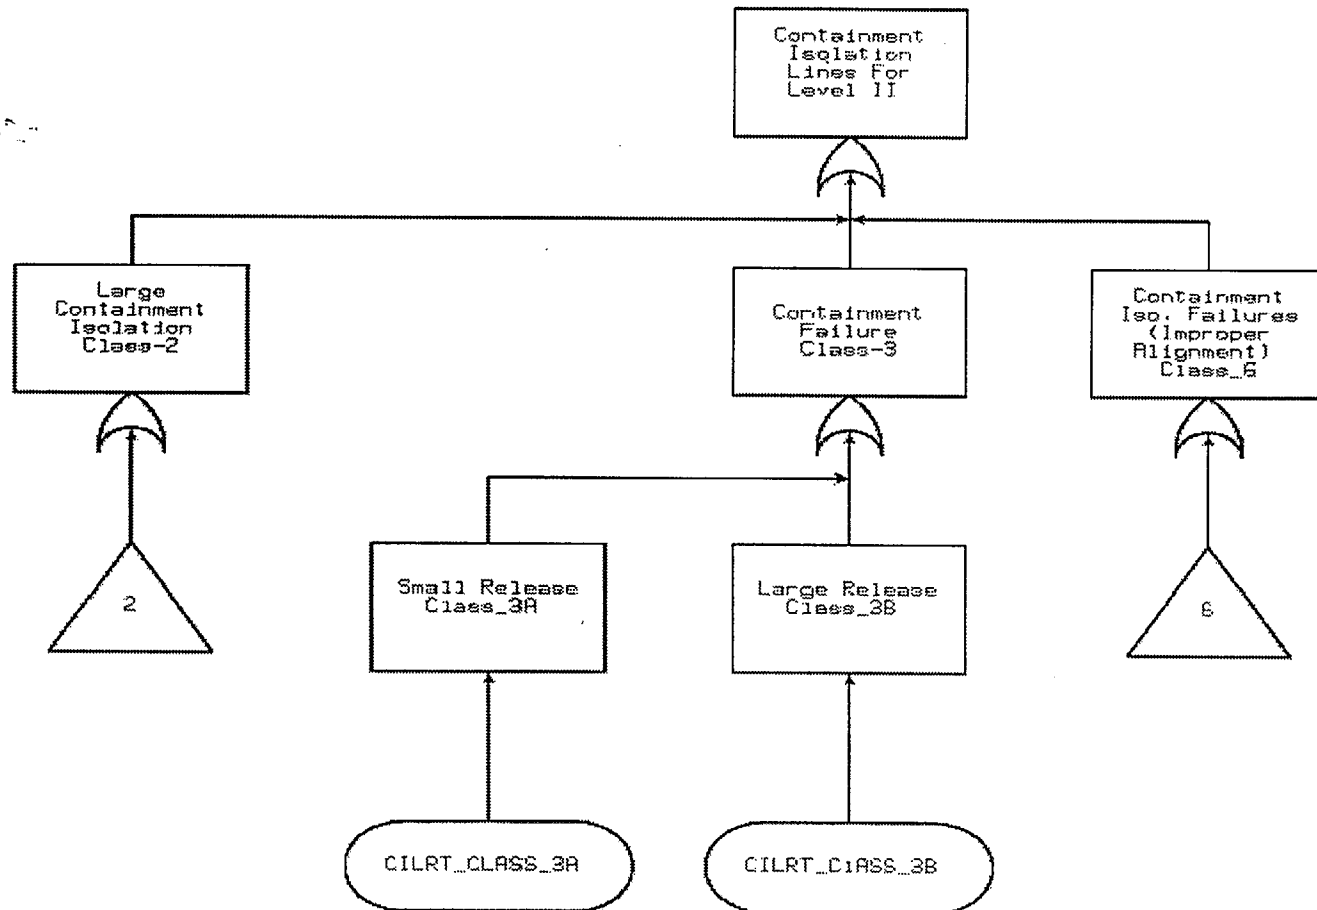 Containment
Isolation
Lines For
Level II
Large
Containment
Isolation
Class-2
Containment
Failure
Class-3
Containment
Iso. Failures
(Improper
Alignment)
Class_6
2
Small Release
Class_3A
Large Release
Class_3B
6
CILRT_CLASS_3A
CILRT_ClASS_3B